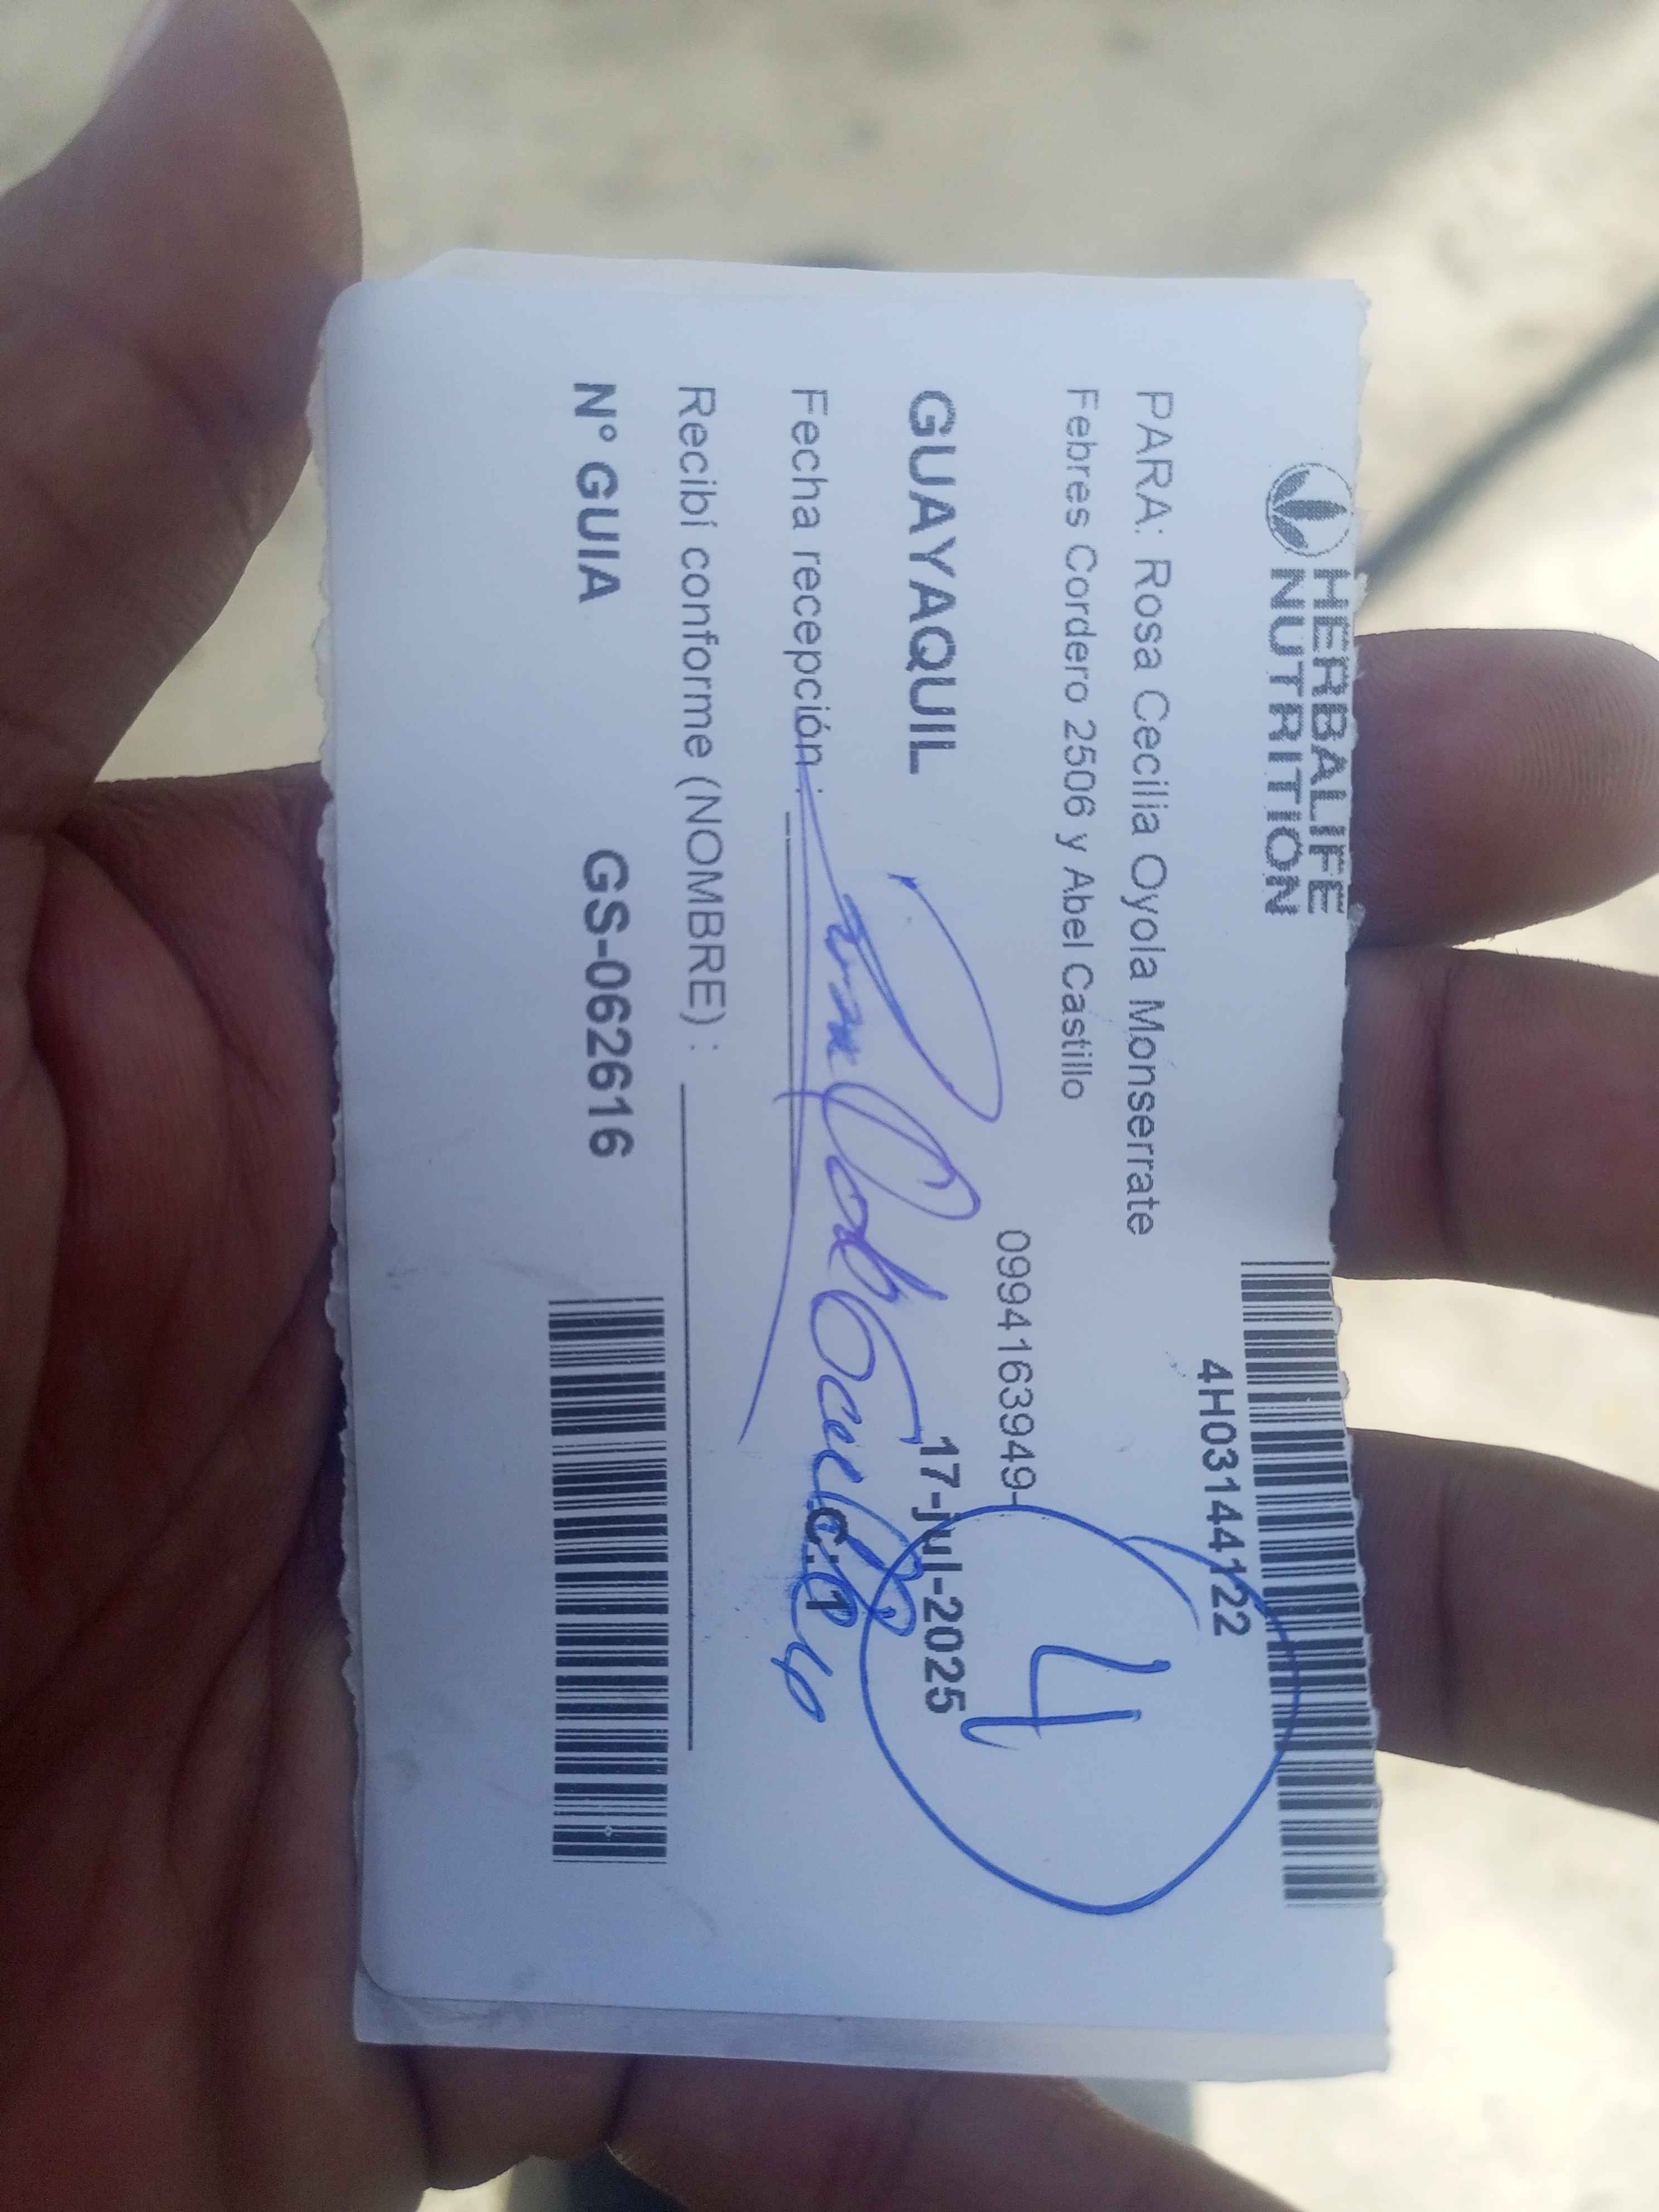 HERBALIFE
NUTRITION
4H03144122
PARA: Rosa Cecilia Oyola Monserrate
Febres Cordero 2506 y Abel Castillo
0994163949-
4
GUAYAQUIL 17-jul-2025
Fecha recepción :
C:1
Recibí conforme (NOMBRE) :
N° GUIA GS-062616